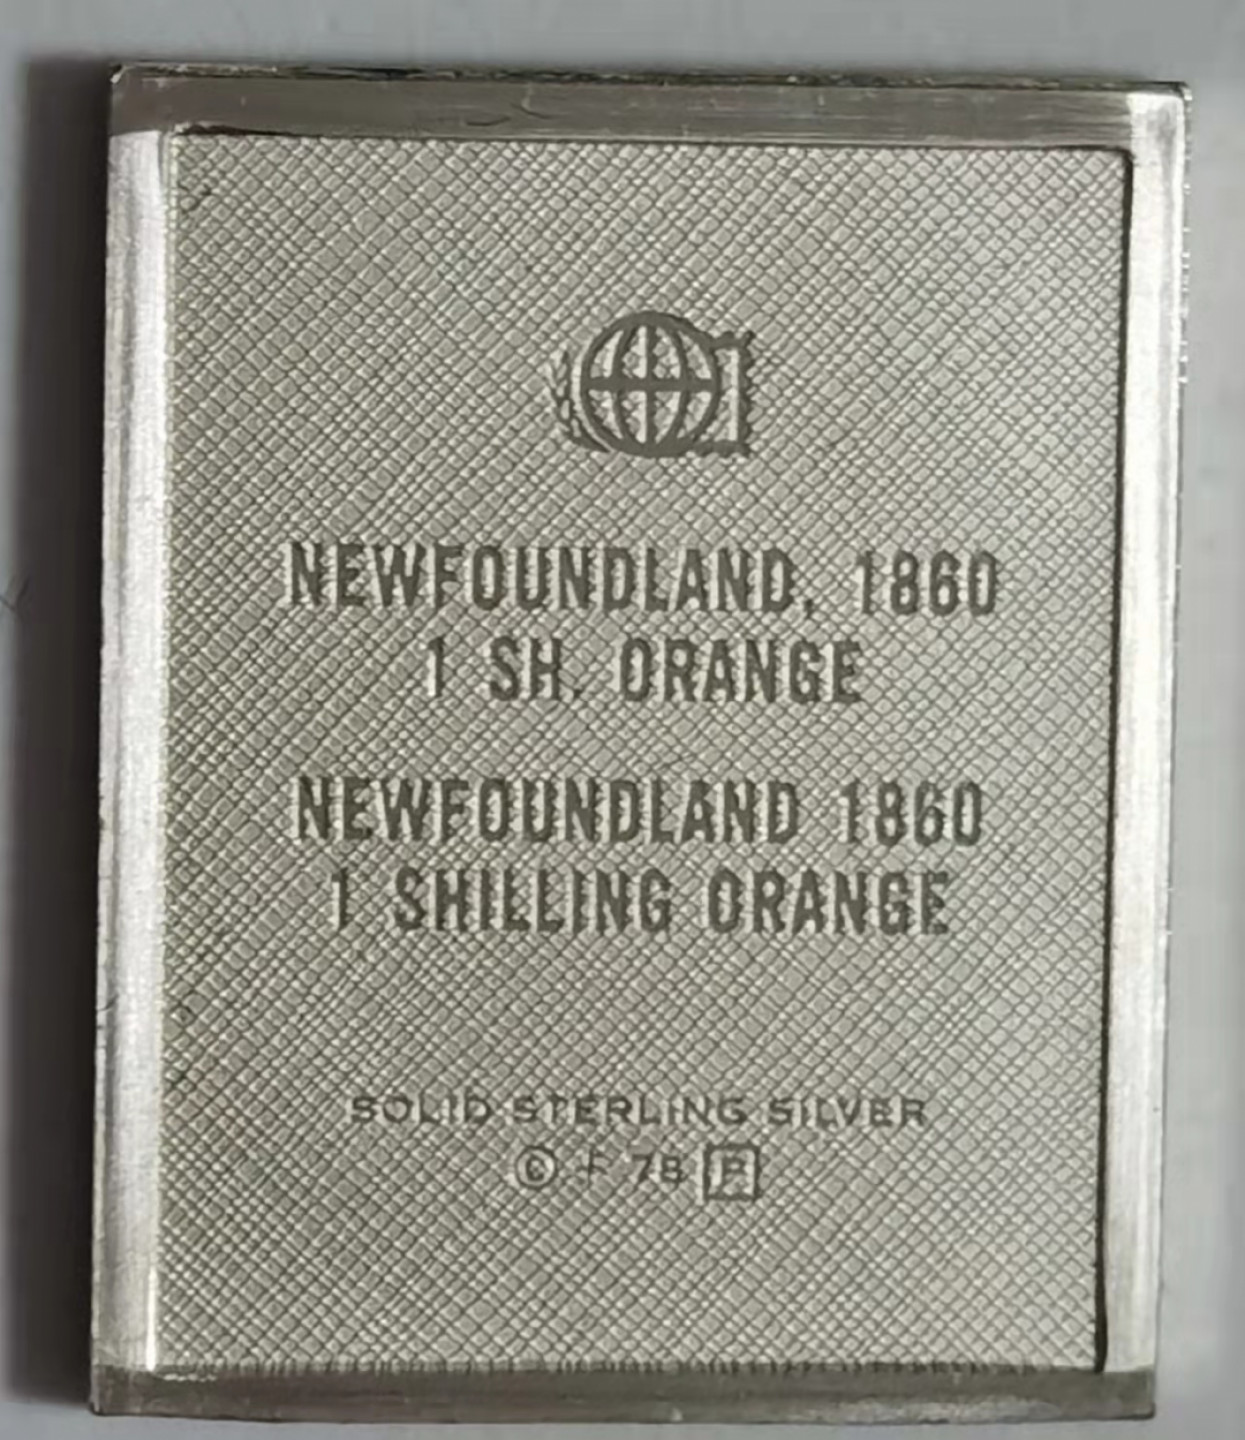 NEWFOUNDLAND, 1860
1 SH. ORANGE
NEWFOUNDLAND 1860
1 SHILLING ORANGE
SOLID STERLING SILVER
© F 78 P